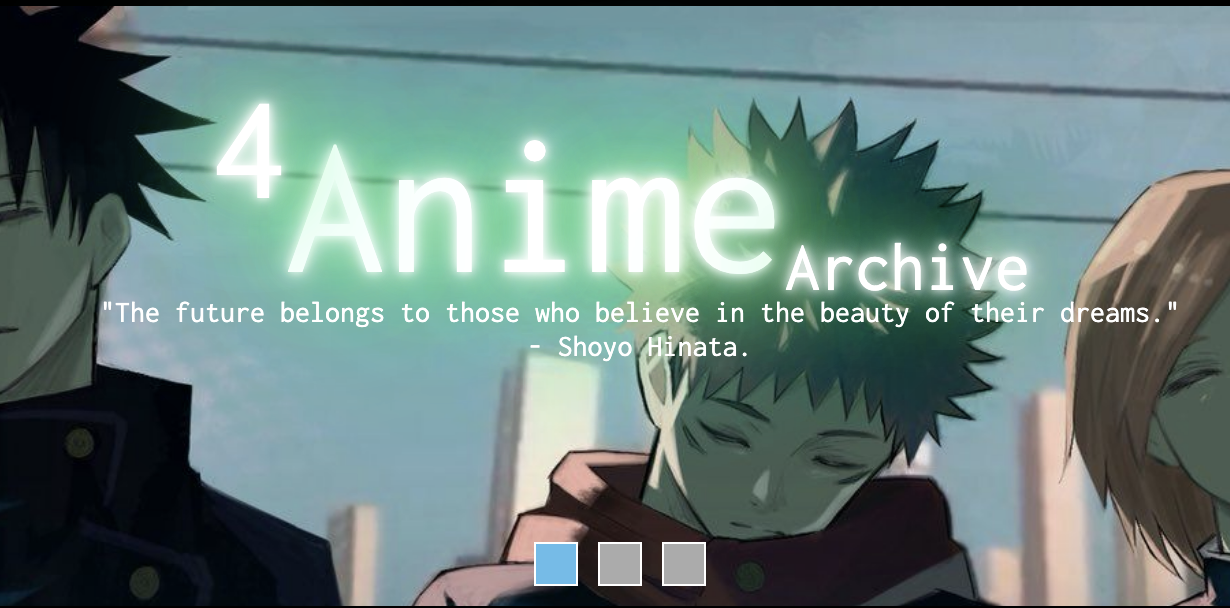 4Anime Archive
"The future belongs to those who believe in the beauty of their dreams."
- Shoyo Hinata.